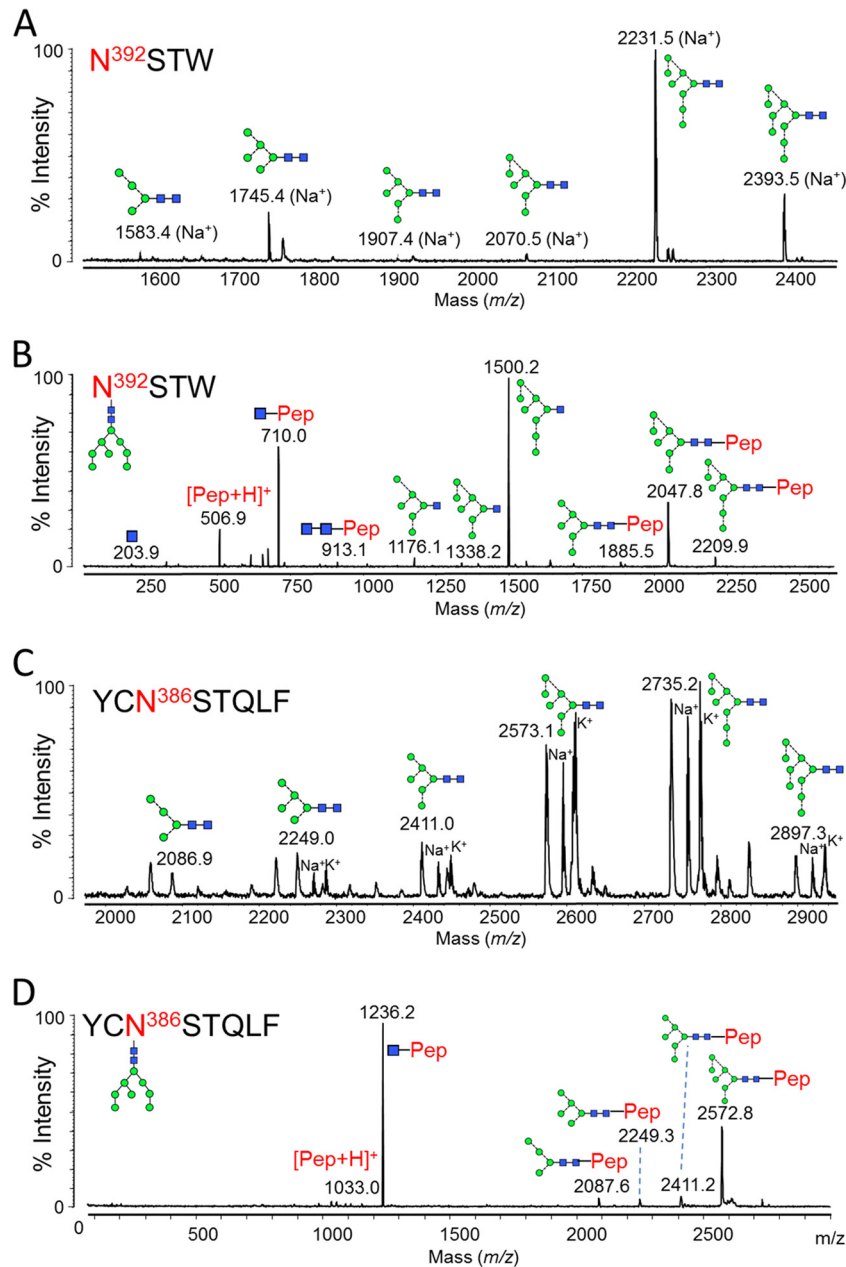 A
N392STW
100
% Intensity
0
1583.4 (Na+)
1745.4 (Na+)
1907.4 (Na+)
2070.5 (Na+)
2231.5 (Na+)
2393.5 (Na+)
1600 1700 1800 1900 2000 2100 2200 2300 2400
Mass (m/z)
B
N392STW
100
% Intensity
0
203.9
[Pep+H]+
506.9
Pep
710.0
Pep
913.1
1176.1
1338.2
1500.2
Pep
1885.5
Pep
2047.8
Pep
2209.9
250 500 750 1000 1250 1500 1750 2000 2250 2500
Mass (m/z)
C
YCN386STQLF
100
% Intensity
0
2086.9
2249.0
Na+ K+
2411.0
Na+ K+
2573.1
Na+ K+
2735.2
Na+ K+
2897.3
Na+ K+
2000 2100 2200 2300 2400 2500 2600 2700 2800 2900
Mass (m/z)
D
YCN386STQLF
100
% Intensity
0
[Pep+H]+
1033.0
1236.2
Pep
Pep
2087.6
Pep
2249.3
Pep
2411.2
Pep
2572.8
0 500 1000 1500 2000 2500 m/z
Mass (m/z)